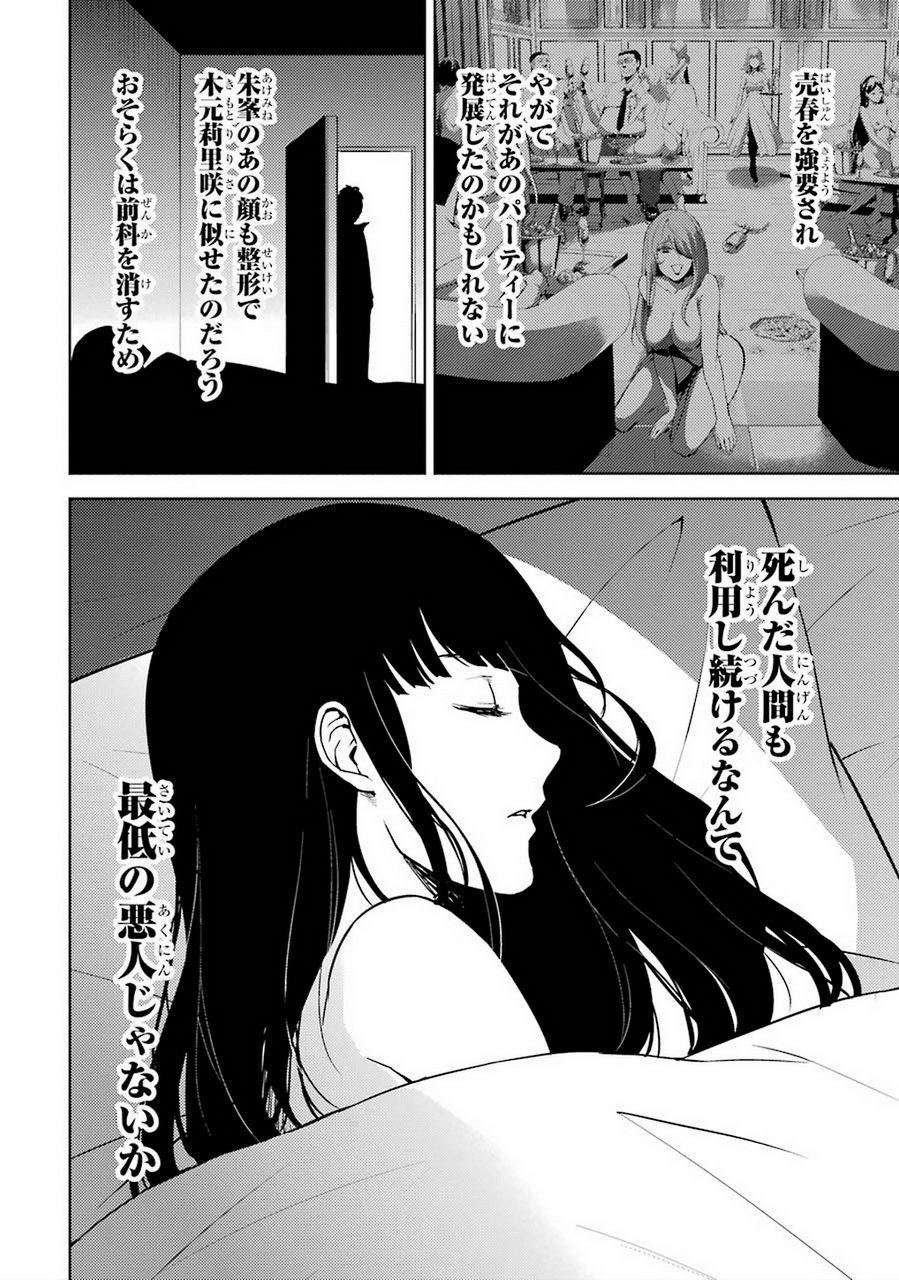 売春を強要され
やがて
それがあのパーティーに
発展したのかもしれない
朱峯のあの顔も整形で
木元莉里咲に似せたのだろう
おそらくは前科を消すため
死んだ人間も
利用し続けるなんて
最低の悪人じゃないか